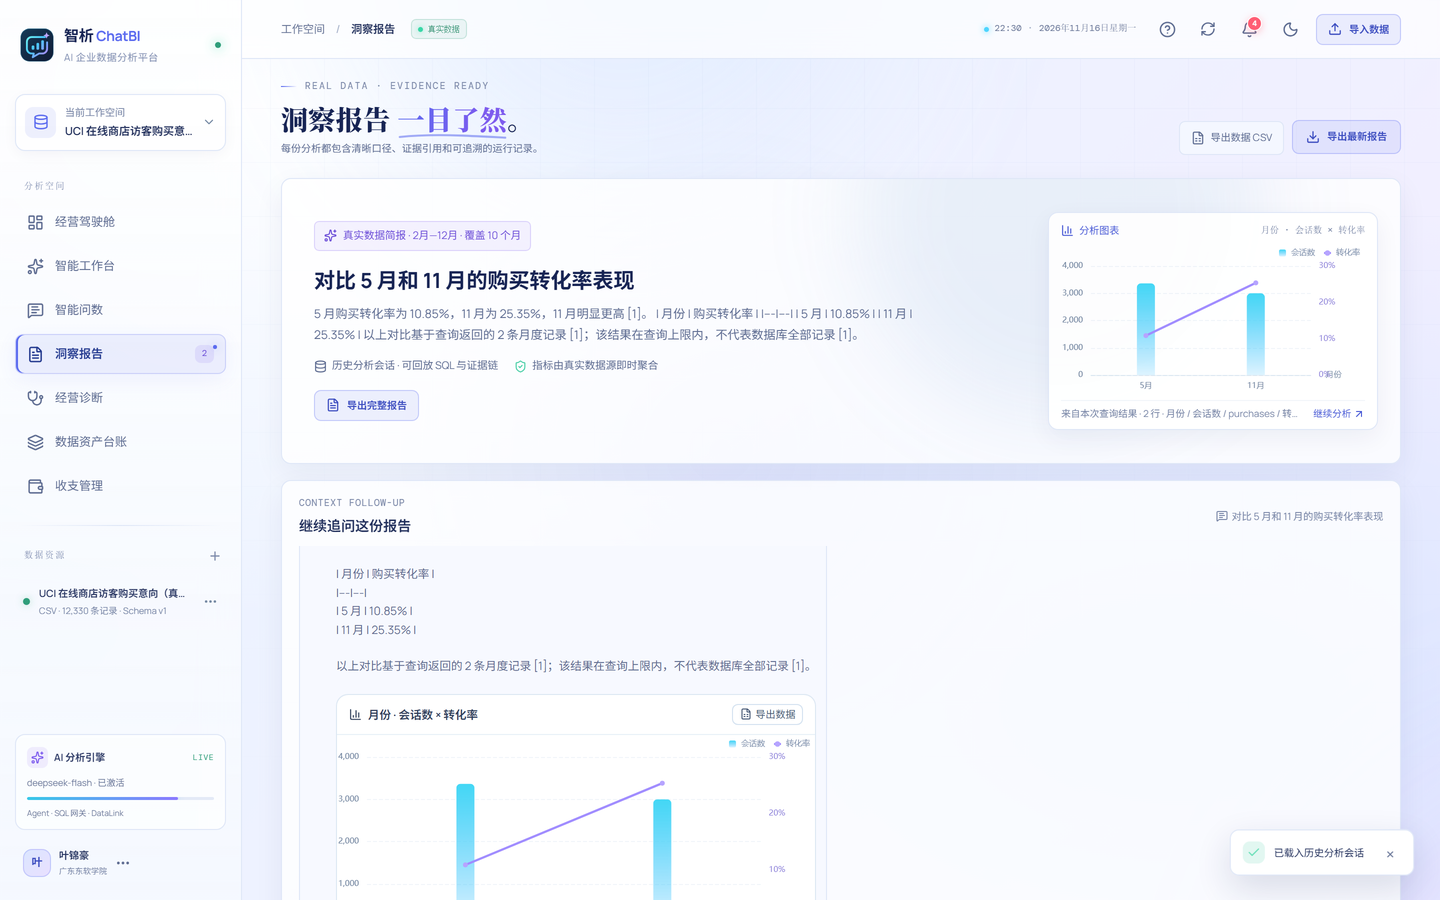 智析 ChatBI
AI 企业数据分析平台
当前工作空间
UCI 在线商店访客购买意...
分析空间
经营驾驶舱
智能工作台
智能问数
洞察报告
2
经营诊断
数据资产台账
收支管理
数据资源
UCI 在线商店访客购买意向（真...
CSV · 12,330 条记录 · Schema v1
AI 分析引擎
LIVE
deepseek-flash · 已激活
Agent · SQL 网关 · DataLink
叶
叶锦豪
广东东软学院
工作空间 / 洞察报告
真实数据
22:30 · 2026年11月16日星期一
4
导入数据
REAL DATA · EVIDENCE READY
洞察报告 一目了然。
每份分析都包含清晰口径、证据引用和可追溯的运行记录。
导出数据 CSV
导出最新报告
真实数据简报 · 2月—12月 · 覆盖 10 个月
对比 5 月和 11 月的购买转化率表现
5 月购买转化率为 10.85%，11 月为 25.35%，11 月明显更高 [1]。 | 月份 | 购买转化率 | |---|---| | 5 月 | 10.85% | | 11 月 |
25.35% | 以上对比基于查询返回的 2 条月度记录 [1]；该结果在查询上限内，不代表数据库全部记录 [1]。
历史分析会话 · 可回放 SQL 与证据链
指标由真实数据源即时聚合
导出完整报告
分析图表
月份 · 会话数 × 转化率
会话数
转化率
4,000
3,000
2,000
1,000
0
30%
20%
10%
0%
月份
5月
11月
来自本次查询结果 · 2 行 · 月份 / 会话数 / purchases / 转...
继续分析
CONTEXT FOLLOW-UP
继续追问这份报告
对比 5 月和 11 月的购买转化率表现
| 月份 | 购买转化率 |
|---|---|
| 5 月 | 10.85% |
| 11 月 | 25.35% |
以上对比基于查询返回的 2 条月度记录 [1]；该结果在查询上限内，不代表数据库全部记录 [1]。
月份 · 会话数 × 转化率
导出数据
会话数
转化率
4,000
3,000
2,000
1,000
30%
20%
10%
已载入历史分析会话